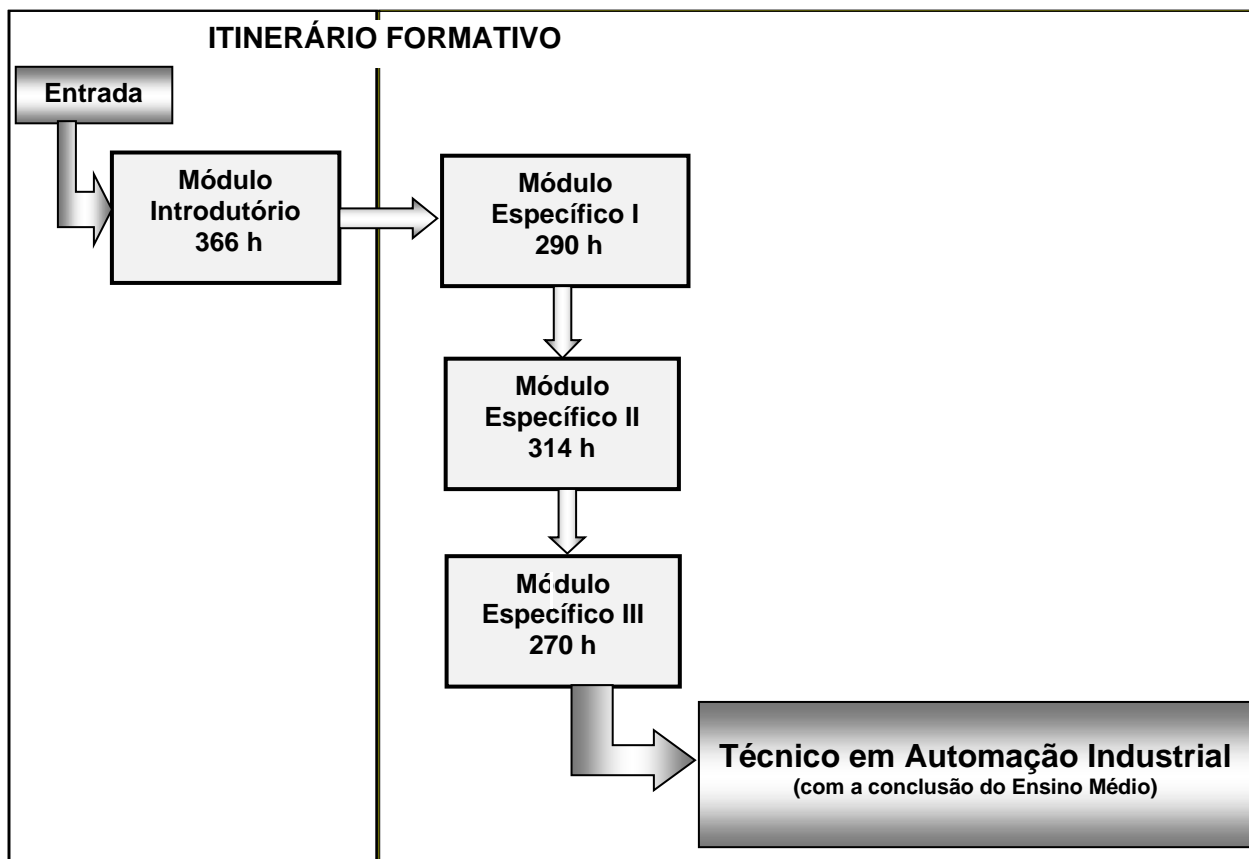 ITINERÁRIO FORMATIVO
Entrada
Módulo
Introdutório
366 h
Módulo
Específico I
290 h
Módulo
Específico II
314 h
Módulo
Específico III
270 h
Técnico em Automação Industrial
(com a conclusão do Ensino Médio)